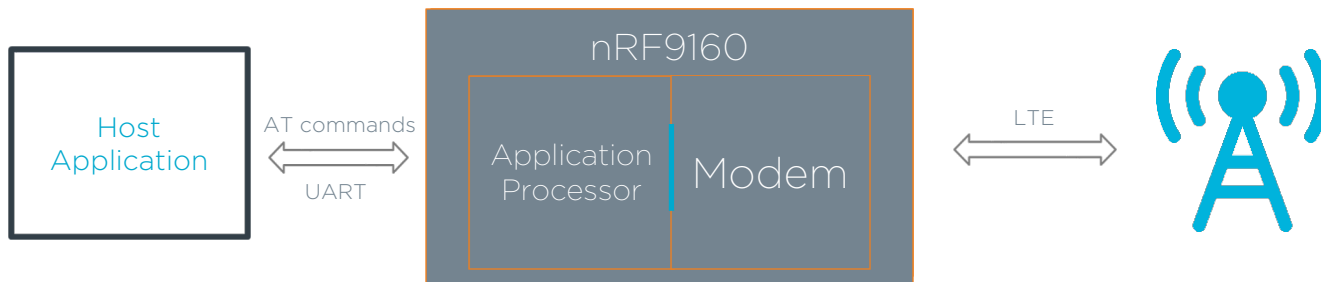 Host
Application
AT commands
UART
nRF9160
Application
Processor
Modem
LTE